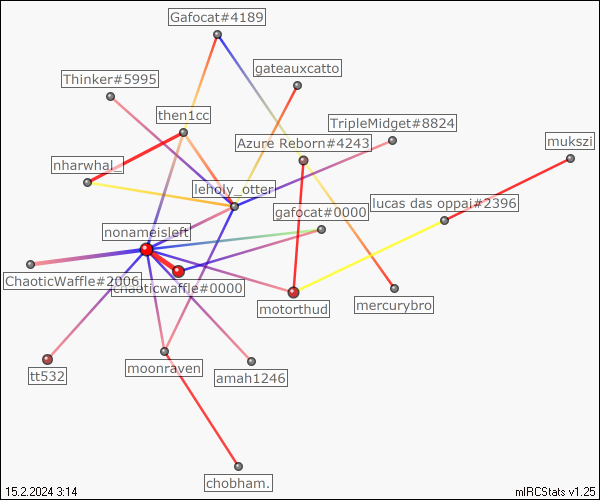 Gafocat#4189
gateauxcatto
Thinker#5995
then1cc
TripleMidget#8824
mukszi
Azure Reborn#4243
nharwhal_
leholy_otter
lucas das oppai#2396
gafocat#0000
nonameisleft
ChaoticWaffle#2006
chaoticwaffle#0000
motorthud
mercurybro
moonraven
tt532
amah1246
chobham.
15.2.2024 3:14
mIRCStats v1.25